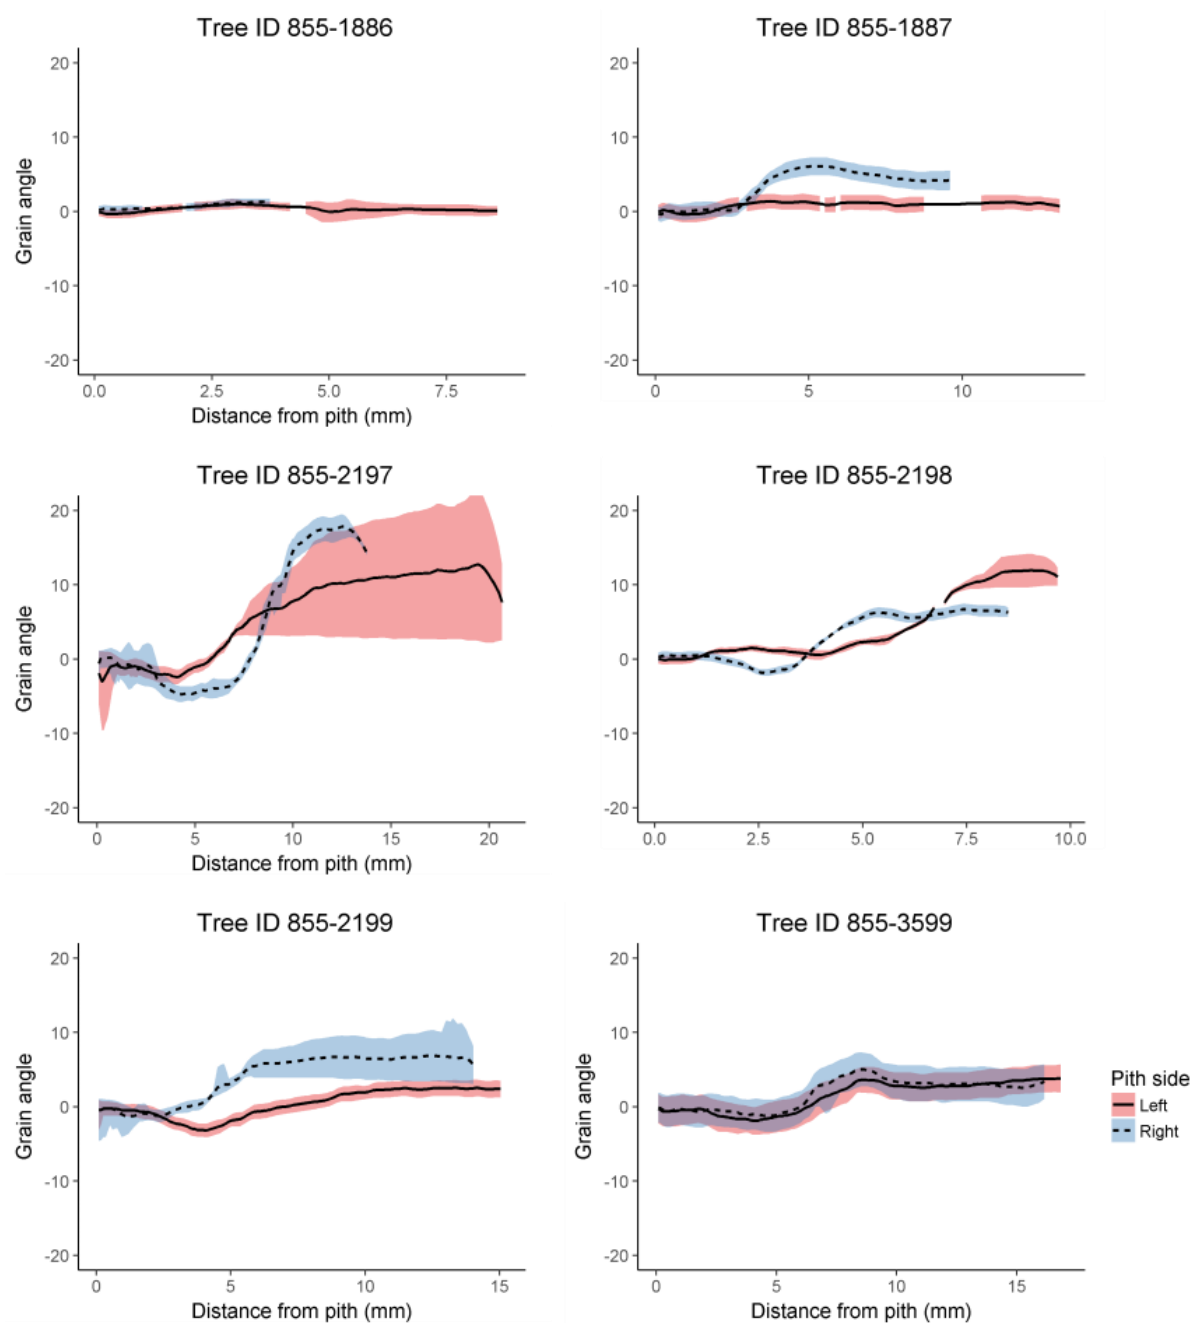 Tree ID 855-1886
Tree ID 855-1887
Grain angle
20
10
0
-10
-20
0.0 2.5 5.0 7.5
Distance from pith (mm)
Grain angle
20
10
0
-10
-20
0 5 10
Tree ID 855-2197
Tree ID 855-2198
Grain angle
20
10
0
-10
-20
0 5 10 15 20
Distance from pith (mm)
Grain angle
20
10
0
-10
-20
0.0 2.5 5.0 7.5 10.0
Tree ID 855-2199
Tree ID 855-3599
Grain angle
20
10
0
-10
-20
0 5 10 15
Distance from pith (mm)
Grain angle
20
10
0
-10
-20
0 5 10 15
Distance from pith (mm)
Pith side
Left
Right